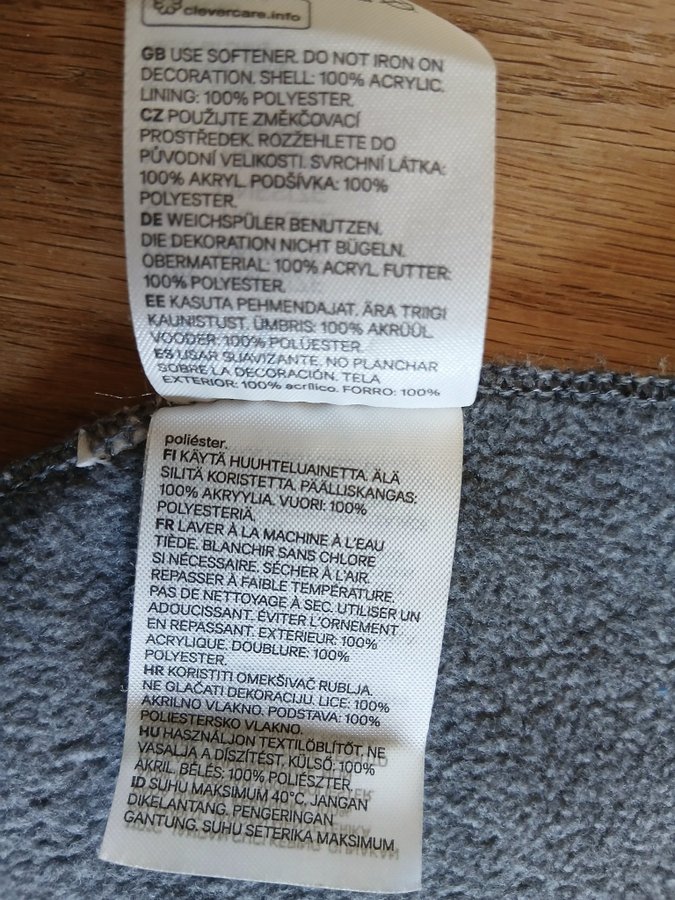 clevercare.info
GB USE SOFTENER. DO NOT IRON ON
DECORATION. SHELL: 100% ACRYLIC.
LINING: 100% POLYESTER.
CZ POUŽIJTE ZMĚKČOVACÍ
PROSTŘEDEK. ROZŽEHLETE DO
PŮVODNÍ VELIKOSTI. SVRCHNÍ LÁTKA:
100% AKRYL. PODŠÍVKA: 100%
POLYESTER.
DE WEICHSPÜLER BENUTZEN.
DIE DEKORATION NICHT BÜGELN.
OBERMATERIAL: 100% ACRYL. FUTTER:
100% POLYESTER.
EE KASUTA PEHMENDAJAT. ÄRA TRIIGI
KAUNISTUST. ÜMBRIS: 100% AKRÜÜL.
VOODER: 100% POLÜESTER.
ES USAR SUAVIZANTE. NO PLANCHAR
SOBRE LA DECORACIÓN. TELA
EXTERIOR: 100% acrílico. FORRO: 100%
poliéster.
FI KÄYTÄ HUUHTELUAINETTA. ÄLÄ
SILITÄ KORISTETTA. PÄÄLLISKANGAS:
100% AKRYYLIA. VUORI: 100%
POLYESTERIÄ.
FR LAVER À LA MACHINE À L'EAU
TIÈDE. BLANCHIR SANS CHLORE
SI NÉCESSAIRE. SÉCHER À L'AIR.
REPASSER À FAIBLE TEMPÉRATURE.
PAS DE NETTOYAGE À SEC. UTILISER UN
ADOUCISSANT. ÉVITER L'ORNEMENT
EN REPASSANT. EXTERIEUR: 100%
ACRYLIQUE. DOUBLURE: 100%
POLYESTER.
HR KORISTITI OMEKŠIVAČ RUBLJA.
NE GLAČATI DEKORACIJU. LICE: 100%
AKRILNO VLAKNO. PODSTAVA: 100%
POLIESTERSKO VLAKNO.
HU HASZNÁLJON TEXTILÖBLÍTŐT. NE
VASALJA A DÍSZÍTÉST. KÜLSŐ: 100%
AKRIL. BÉLÉS: 100% POLIÉSZTER
ID SUHU MAKSIMUM 40°C. JANGAN
DIKELANTANG. PENGERINGAN
GANTUNG. SUHU SETERIKA MAKSIMUM